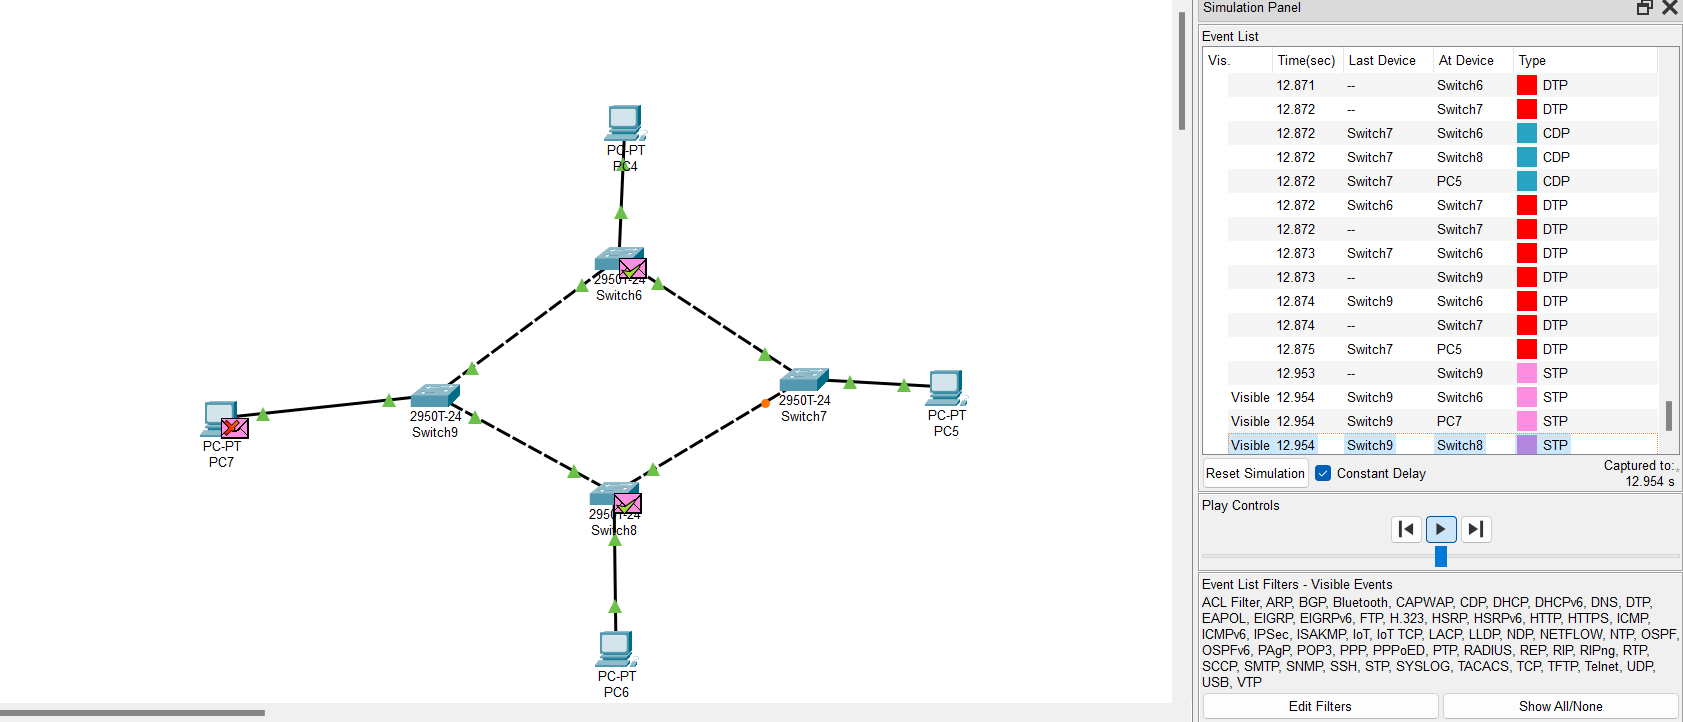 PC-PT
PC4
2950T-24
Switch6
2950T-24
Switch7
PC-PT
PC5
2950T-24
Switch9
PC-PT
PC7
2950T-24
Switch8
PC-PT
PC6
Simulation Panel
Event List
Vis. Time(sec) Last Device At Device Type
12.871 -- Switch6 DTP
12.872 -- Switch7 DTP
12.872 Switch7 Switch6 CDP
12.872 Switch7 Switch8 CDP
12.872 Switch7 PC5 CDP
12.872 Switch6 Switch7 DTP
12.872 -- Switch7 DTP
12.873 Switch7 Switch6 DTP
12.873 -- Switch9 DTP
12.874 Switch9 Switch6 DTP
12.874 -- Switch7 DTP
12.875 Switch7 PC5 DTP
12.953 -- Switch9 STP
Visible 12.954 Switch9 Switch6 STP
Visible 12.954 Switch9 PC7 STP
Visible 12.954 Switch9 Switch8 STP
Reset Simulation Constant Delay Captured to:
12.954 s
Play Controls
Event List Filters - Visible Events
ACL Filter, ARP, BGP, Bluetooth, CAPWAP, CDP, DHCP, DHCPv6, DNS, DTP,
EAPOL, EIGRP, EIGRPv6, FTP, H.323, HSRP, HSRPv6, HTTP, HTTPS, ICMP,
ICMPv6, IPSec, ISAKMP, IoT, IoT TCP, LACP, LLDP, NDP, NETFLOW, NTP, OSPF,
OSPFv6, PAgP, POP3, PPP, PPPoED, PTP, RADIUS, REP, RIP, RIPng, RTP,
SCCP, SMTP, SNMP, SSH, STP, SYSLOG, TACACS, TCP, TFTP, Telnet, UDP,
USB, VTP
Edit Filters Show All/None